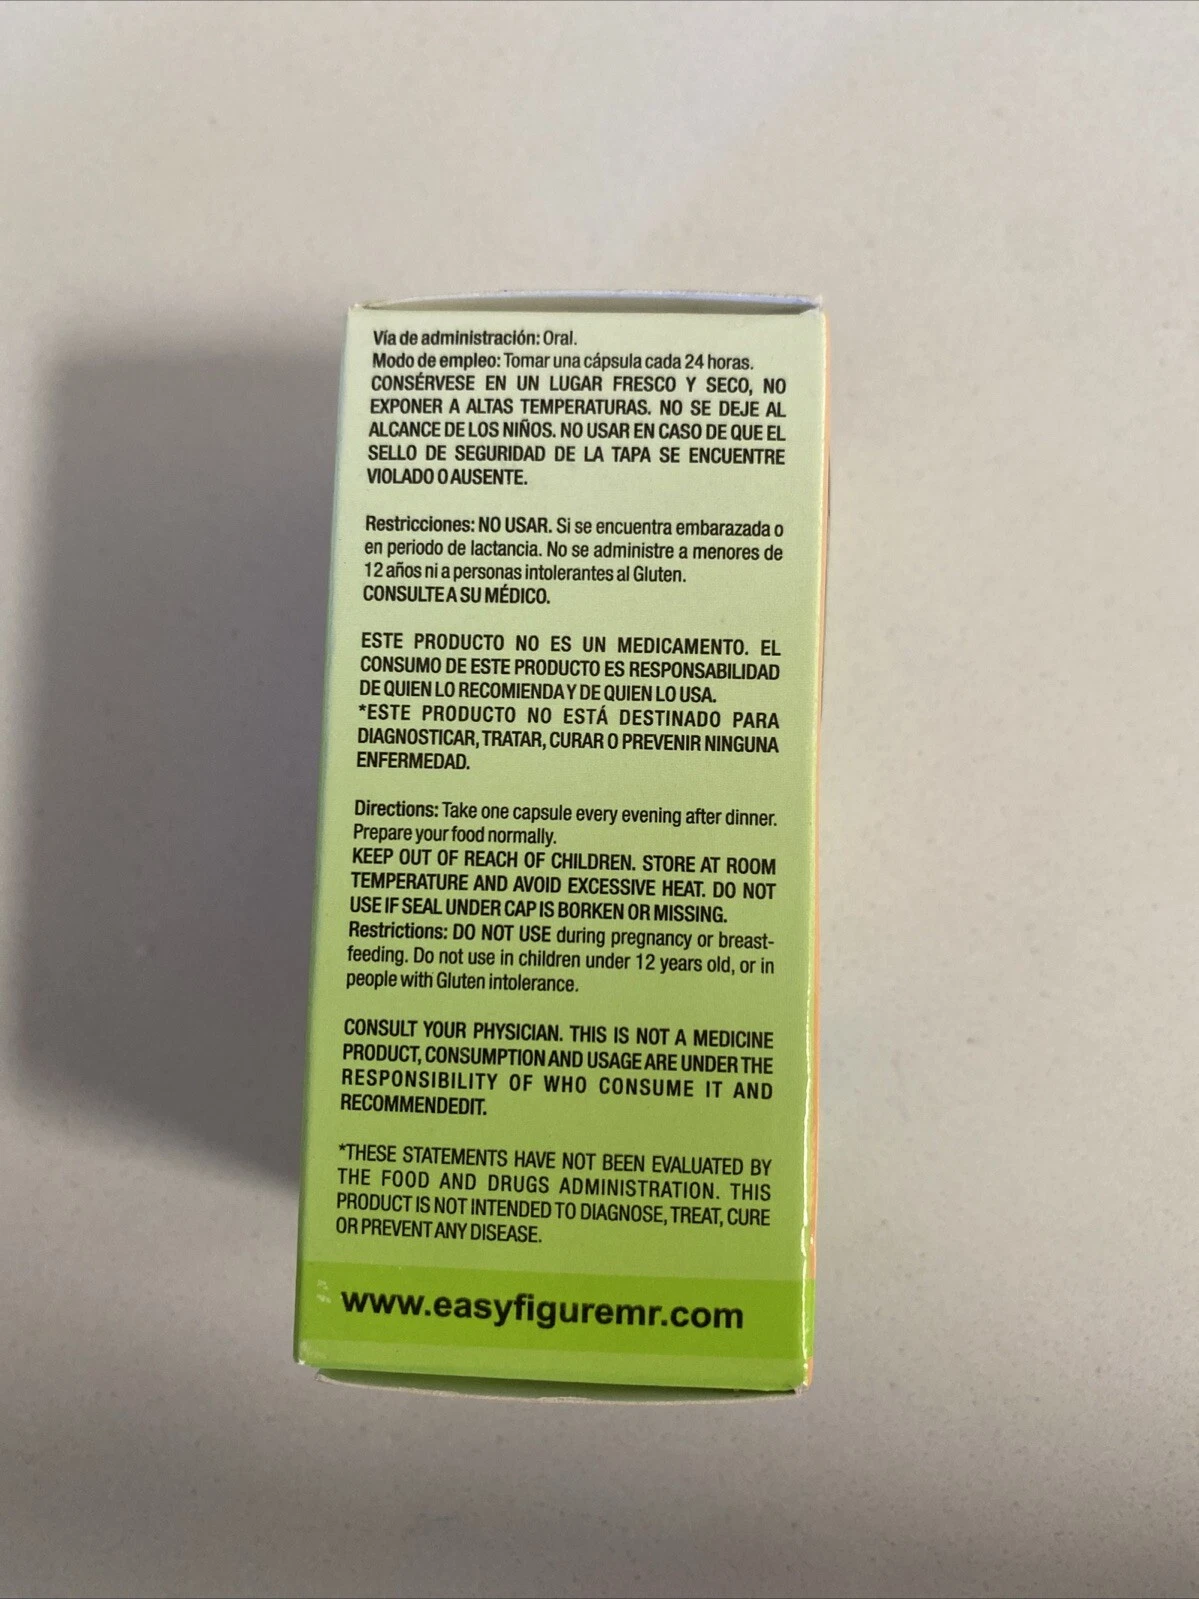 Vía de administración: Oral.
Modo de empleo: Tomar una cápsula cada 24 horas.
CONSÉRVESE EN UN LUGAR FRESCO Y SECO, NO
EXPONER A ALTAS TEMPERATURAS. NO SE DEJE AL
ALCANCE DE LOS NIÑOS. NO USAR EN CASO DE QUE EL
SELLO DE SEGURIDAD DE LA TAPA SE ENCUENTRE
VIOLADO O AUSENTE.
Restricciones: NO USAR. Si se encuentra embarazada o
en periodo de lactancia. No se administre a menores de
12 años ni a personas intolerantes al Gluten.
CONSULTE A SU MÉDICO.
ESTE PRODUCTO NO ES UN MEDICAMENTO. EL
CONSUMO DE ESTE PRODUCTO ES RESPONSABILIDAD
DE QUIEN LO RECOMIENDA Y DE QUIEN LO USA.
*ESTE PRODUCTO NO ESTÁ DESTINADO PARA
DIAGNOSTICAR, TRATAR, CURAR O PREVENIR NINGUNA
ENFERMEDAD.
Directions: Take one capsule every evening after dinner.
Prepare your food normally.
KEEP OUT OF REACH OF CHILDREN. STORE AT ROOM
TEMPERATURE AND AVOID EXCESSIVE HEAT. DO NOT
USE IF SEAL UNDER CAP IS BORKEN OR MISSING.
Restrictions: DO NOT USE during pregnancy or breast-
feeding. Do not use in children under 12 years old, or in
people with Gluten intolerance.
CONSULT YOUR PHYSICIAN. THIS IS NOT A MEDICINE
PRODUCT, CONSUMPTION AND USAGE ARE UNDER THE
RESPONSIBILITY OF WHO CONSUME IT AND
RECOMMENDEDIT.
*THESE STATEMENTS HAVE NOT BEEN EVALUATED BY
THE FOOD AND DRUGS ADMINISTRATION. THIS
PRODUCT IS NOT INTENDED TO DIAGNOSE, TREAT, CURE
OR PREVENT ANY DISEASE.
www.easyfiguremr.com